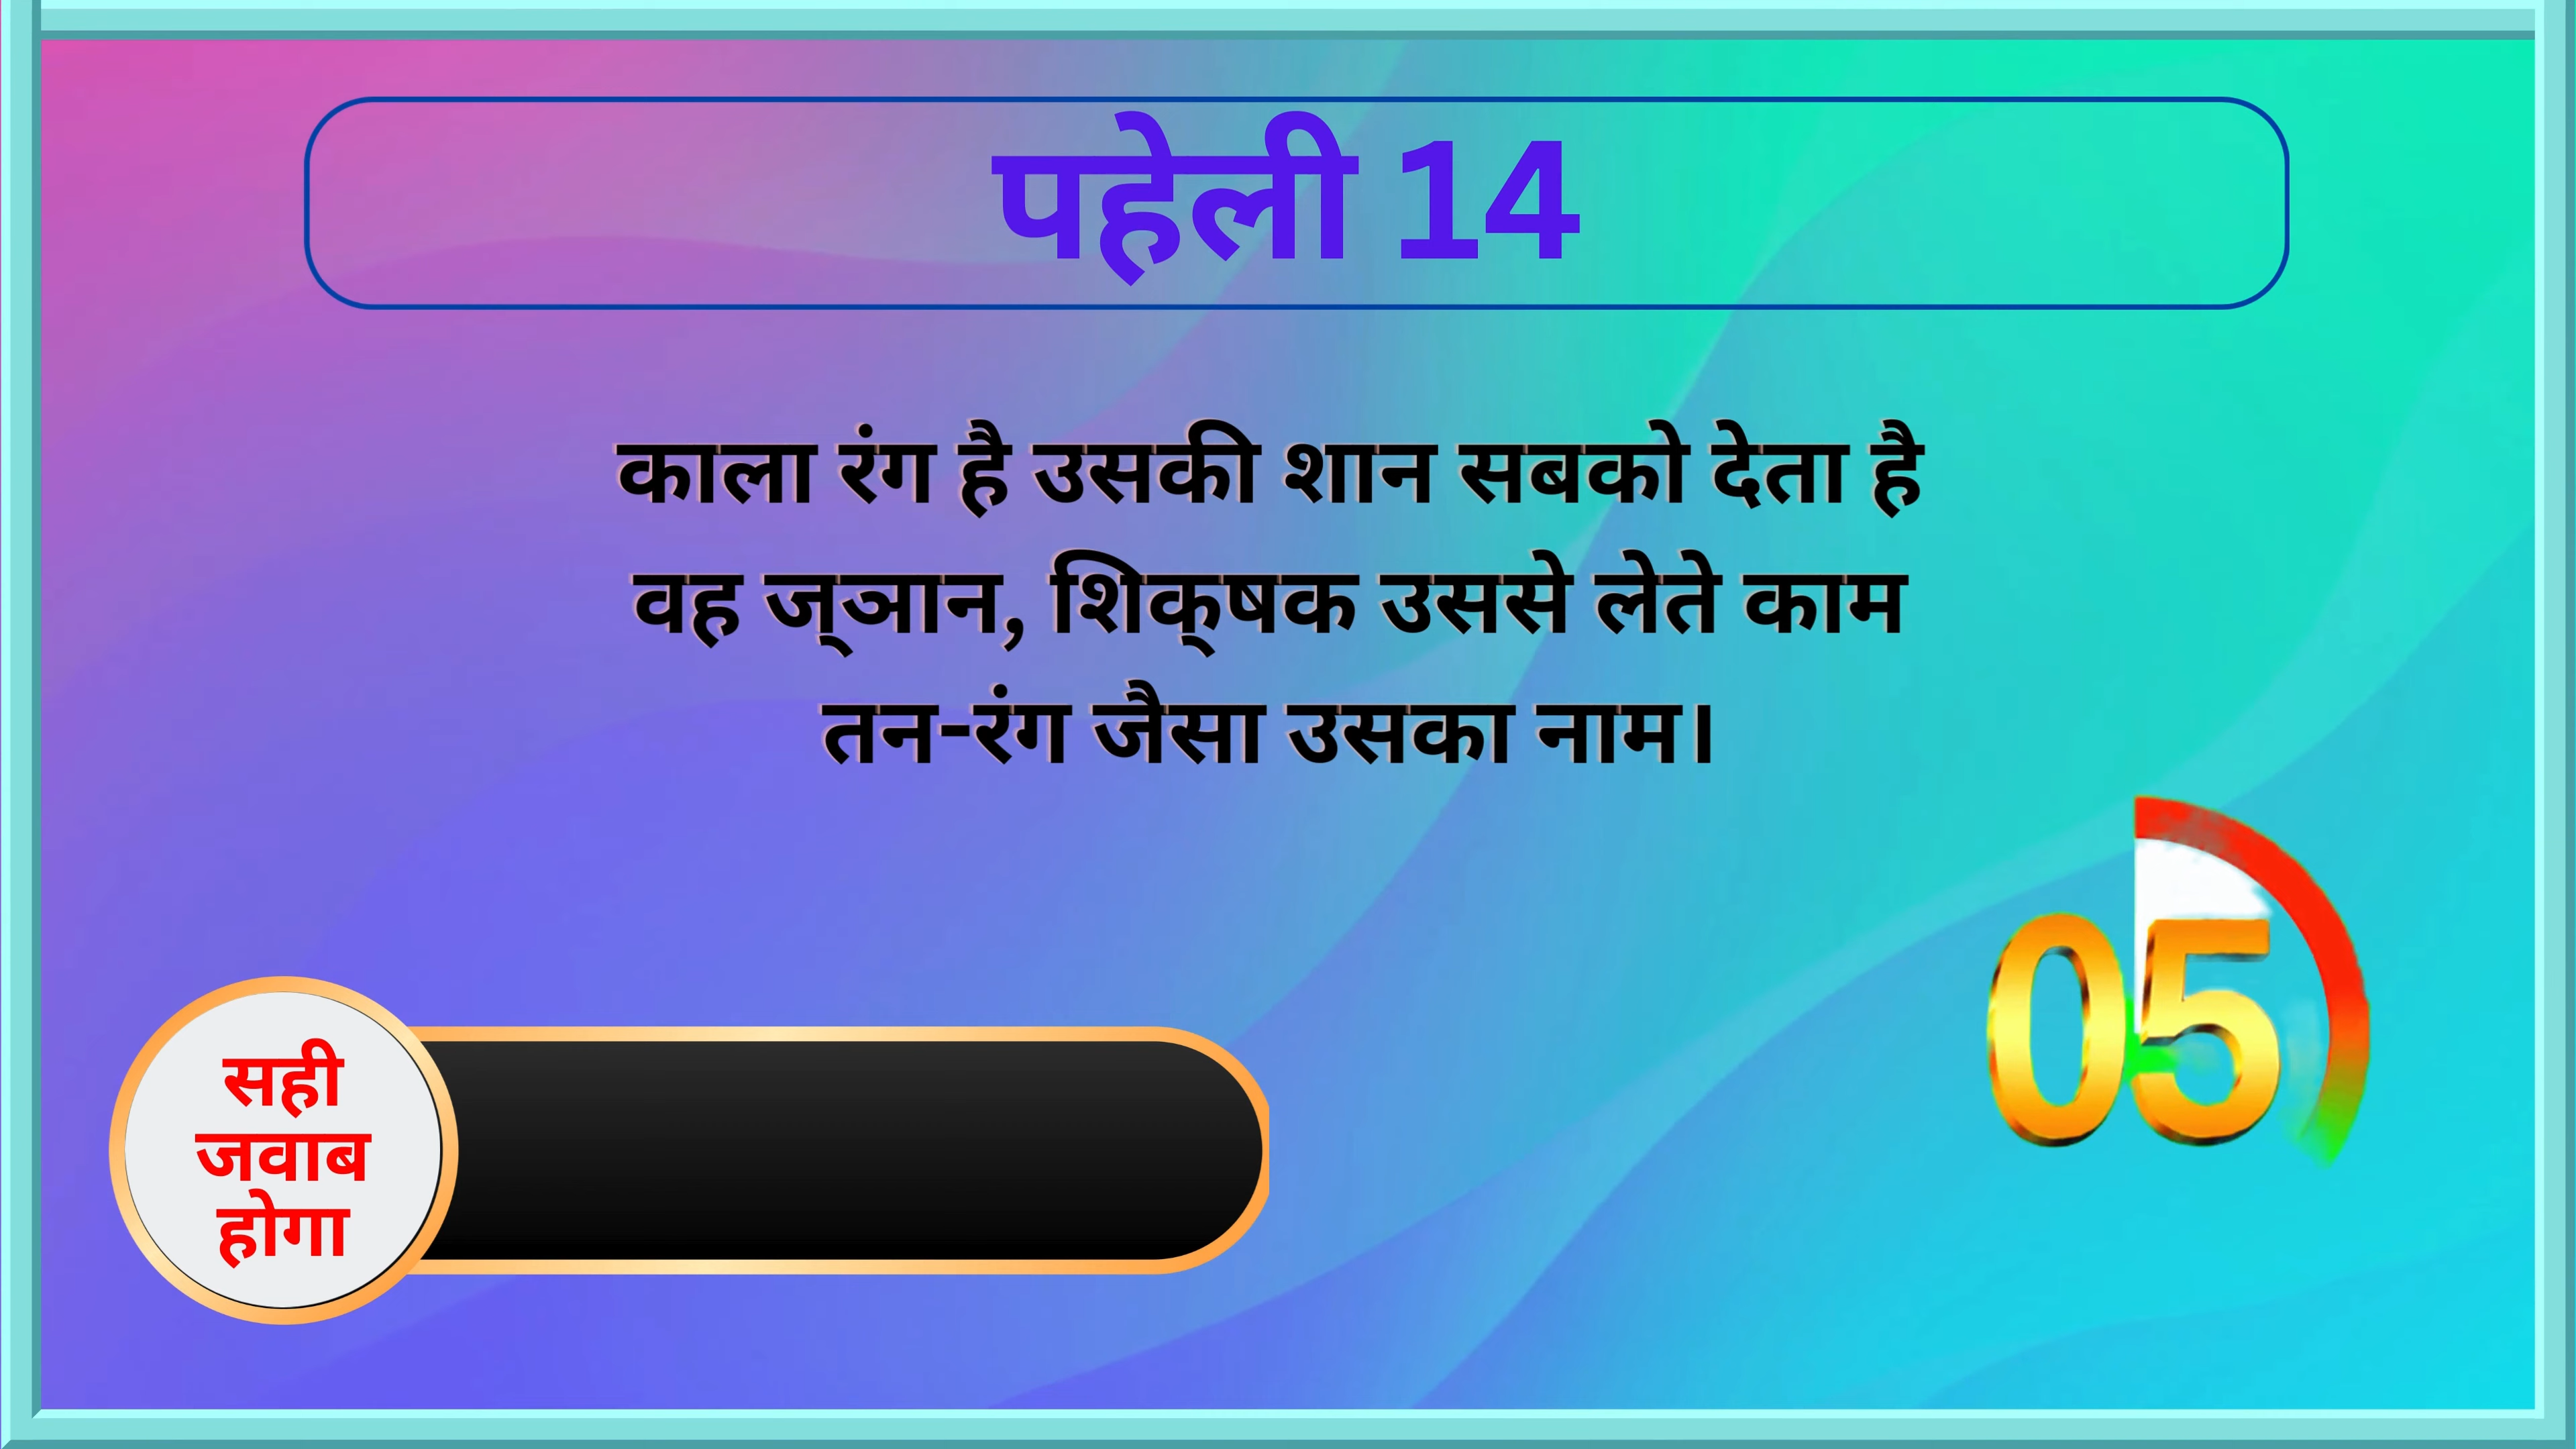 पहेली 14
काला रंग है उसकी शान सबको देता है
वह ज्‌ञान, शिक्‌षक उससे लेते काम
तन-रंग जैसा उसका नाम।
05
सही
जवाब
होगा